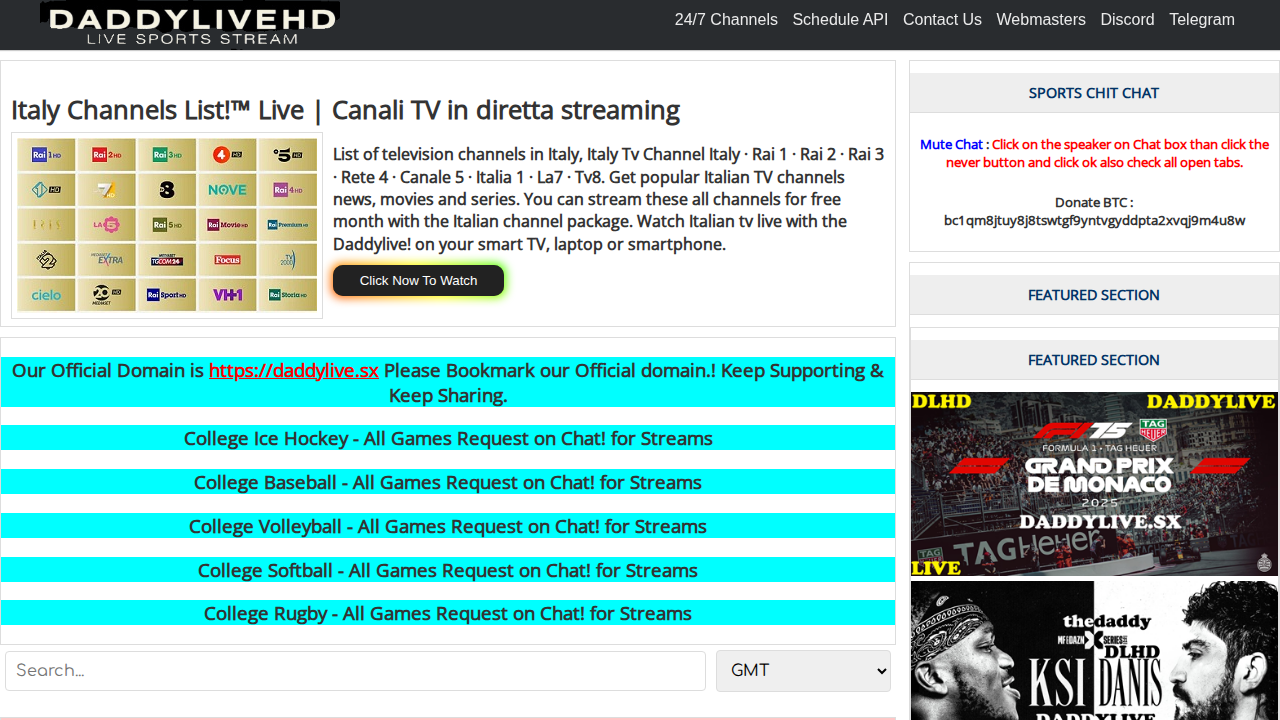 DADDYLIVEHD
LIVE SPORTS STREAM
24/7 Channels Schedule API Contact Us Webmasters Discord Telegram
Italy Channels List!™ Live | Canali TV in diretta streaming
Rai 1 HD Rai 2 HD Rai 3 HD 4 HD 5 HD
1 HD 7 8 NOVE Rai 4 HD
LA 5 Rai 5 HD Rai Movie HD Rai Premium HD
MEDIASET EXTRA MEDIASET TGCOM24 Focus TV 2000
cielo 20 HD MEDIASET Rai Sport HD VH1 Rai Storia HD
List of television channels in Italy, Italy Tv Channel Italy · Rai 1 · Rai 2 · Rai 3
· Rete 4 · Canale 5 · Italia 1 · La7 · Tv8. Get popular Italian TV channels
news, movies and series. You can stream these all channels for free
month with the Italian channel package. Watch Italian tv live with the
Daddylive! on your smart TV, laptop or smartphone.
Click Now To Watch
Our Official Domain is https://daddylive.sx Please Bookmark our Official domain.! Keep Supporting &
Keep Sharing.
College Ice Hockey - All Games Request on Chat! for Streams
College Baseball - All Games Request on Chat! for Streams
College Volleyball - All Games Request on Chat! for Streams
College Softball - All Games Request on Chat! for Streams
College Rugby - All Games Request on Chat! for Streams
Search...
GMT
SPORTS CHIT CHAT
Mute Chat : Click on the speaker on Chat box than click the
never button and click ok also check all open tabs.
Donate BTC :
bc1qm8jtuy8j8tswtgf9yntvgyddpta2xvqj9m4u8w
FEATURED SECTION
FEATURED SECTION
DLHD DADDYLIVE
F1 75 TAG HEUER
FORMULA 1 · TAG HEUER
GRAND PRIX
DE MONACO
2025
DADDYLIVE.SX
TAG HEUER TAGHeuer
LIVE
thedaddy
MF DAZN X SERIES
DLHD
KSI DANIS
DADDYLIVE.SX